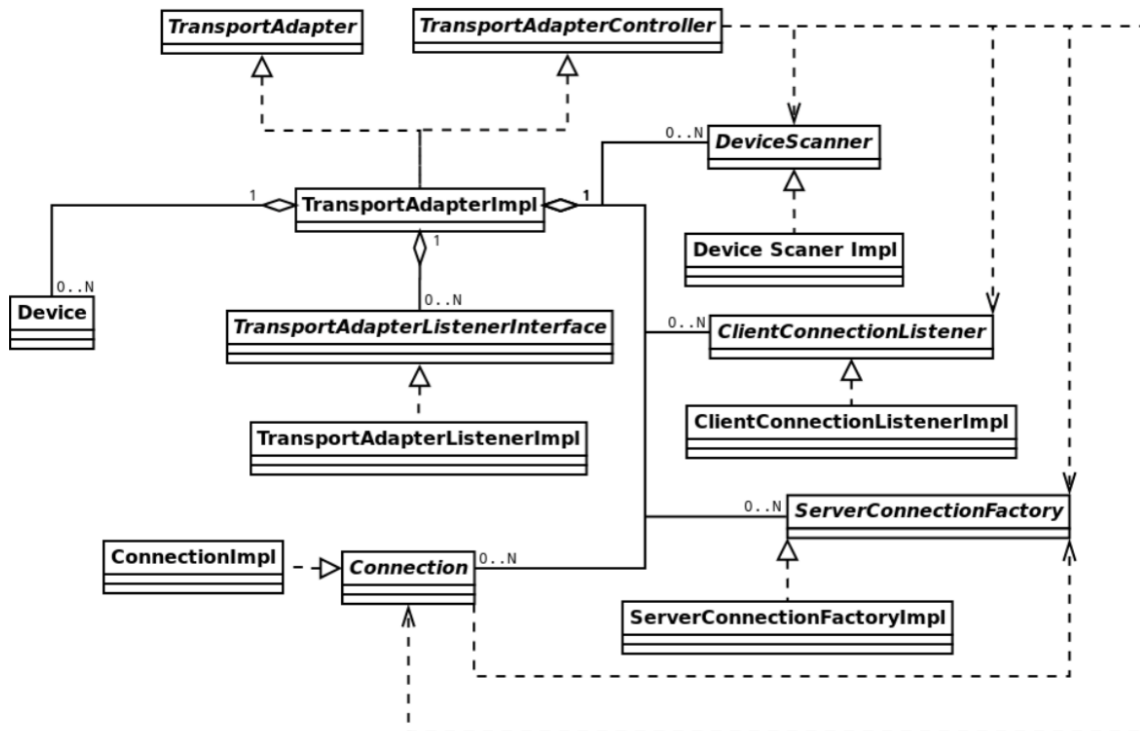 TransportAdapter
TransportAdapterController
0..N
DeviceScanner
1
TransportAdapterImpl
1
1
Device Scaner Impl
0..N
Device
0..N
TransportAdapterListenerInterface
0..N
ClientConnectionListener
TransportAdapterListenerImpl
ClientConnectionListenerImpl
0..N
ServerConnectionFactory
ConnectionImpl
Connection
0..N
ServerConnectionFactoryImpl